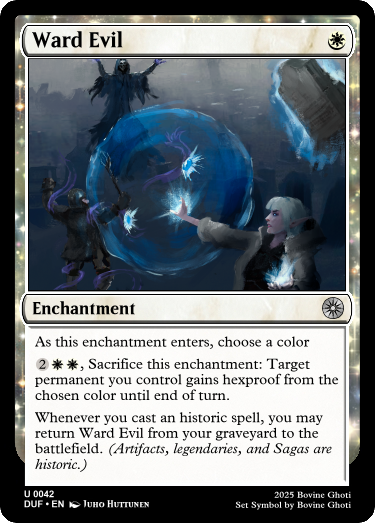 Ward Evil
Enchantment
As this enchantment enters, choose a color
2, Sacrifice this enchantment: Target
permanent you control gains hexproof from the
chosen color until end of turn.
Whenever you cast an historic spell, you may
return Ward Evil from your graveyard to the
battlefield. (Artifacts, legendaries, and Sagas are
historic.)
U 0042
DUF • EN Juho Huttunen
2025 Bovine Ghoti
Set Symbol by Bovine Ghoti